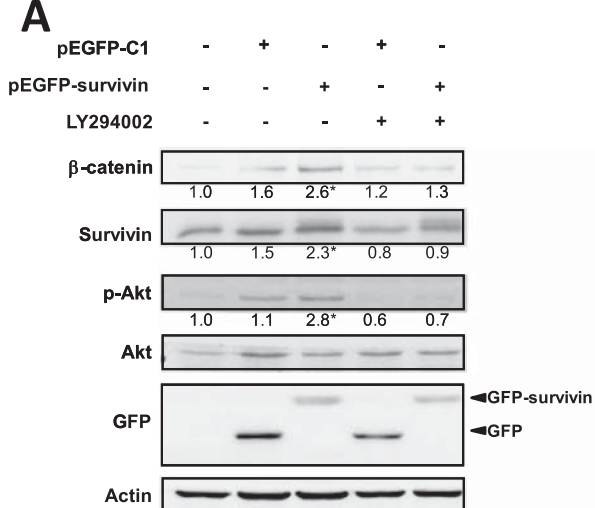 A
pEGFP-C1 - + - + -
pEGFP-survivin - - + - +
LY294002 - - - + +
β-catenin
1.0 1.6 2.6* 1.2 1.3
Survivin
1.0 1.5 2.3* 0.8 0.9
p-Akt
1.0 1.1 2.8* 0.6 0.7
Akt
GFP-survivin
GFP
GFP
Actin